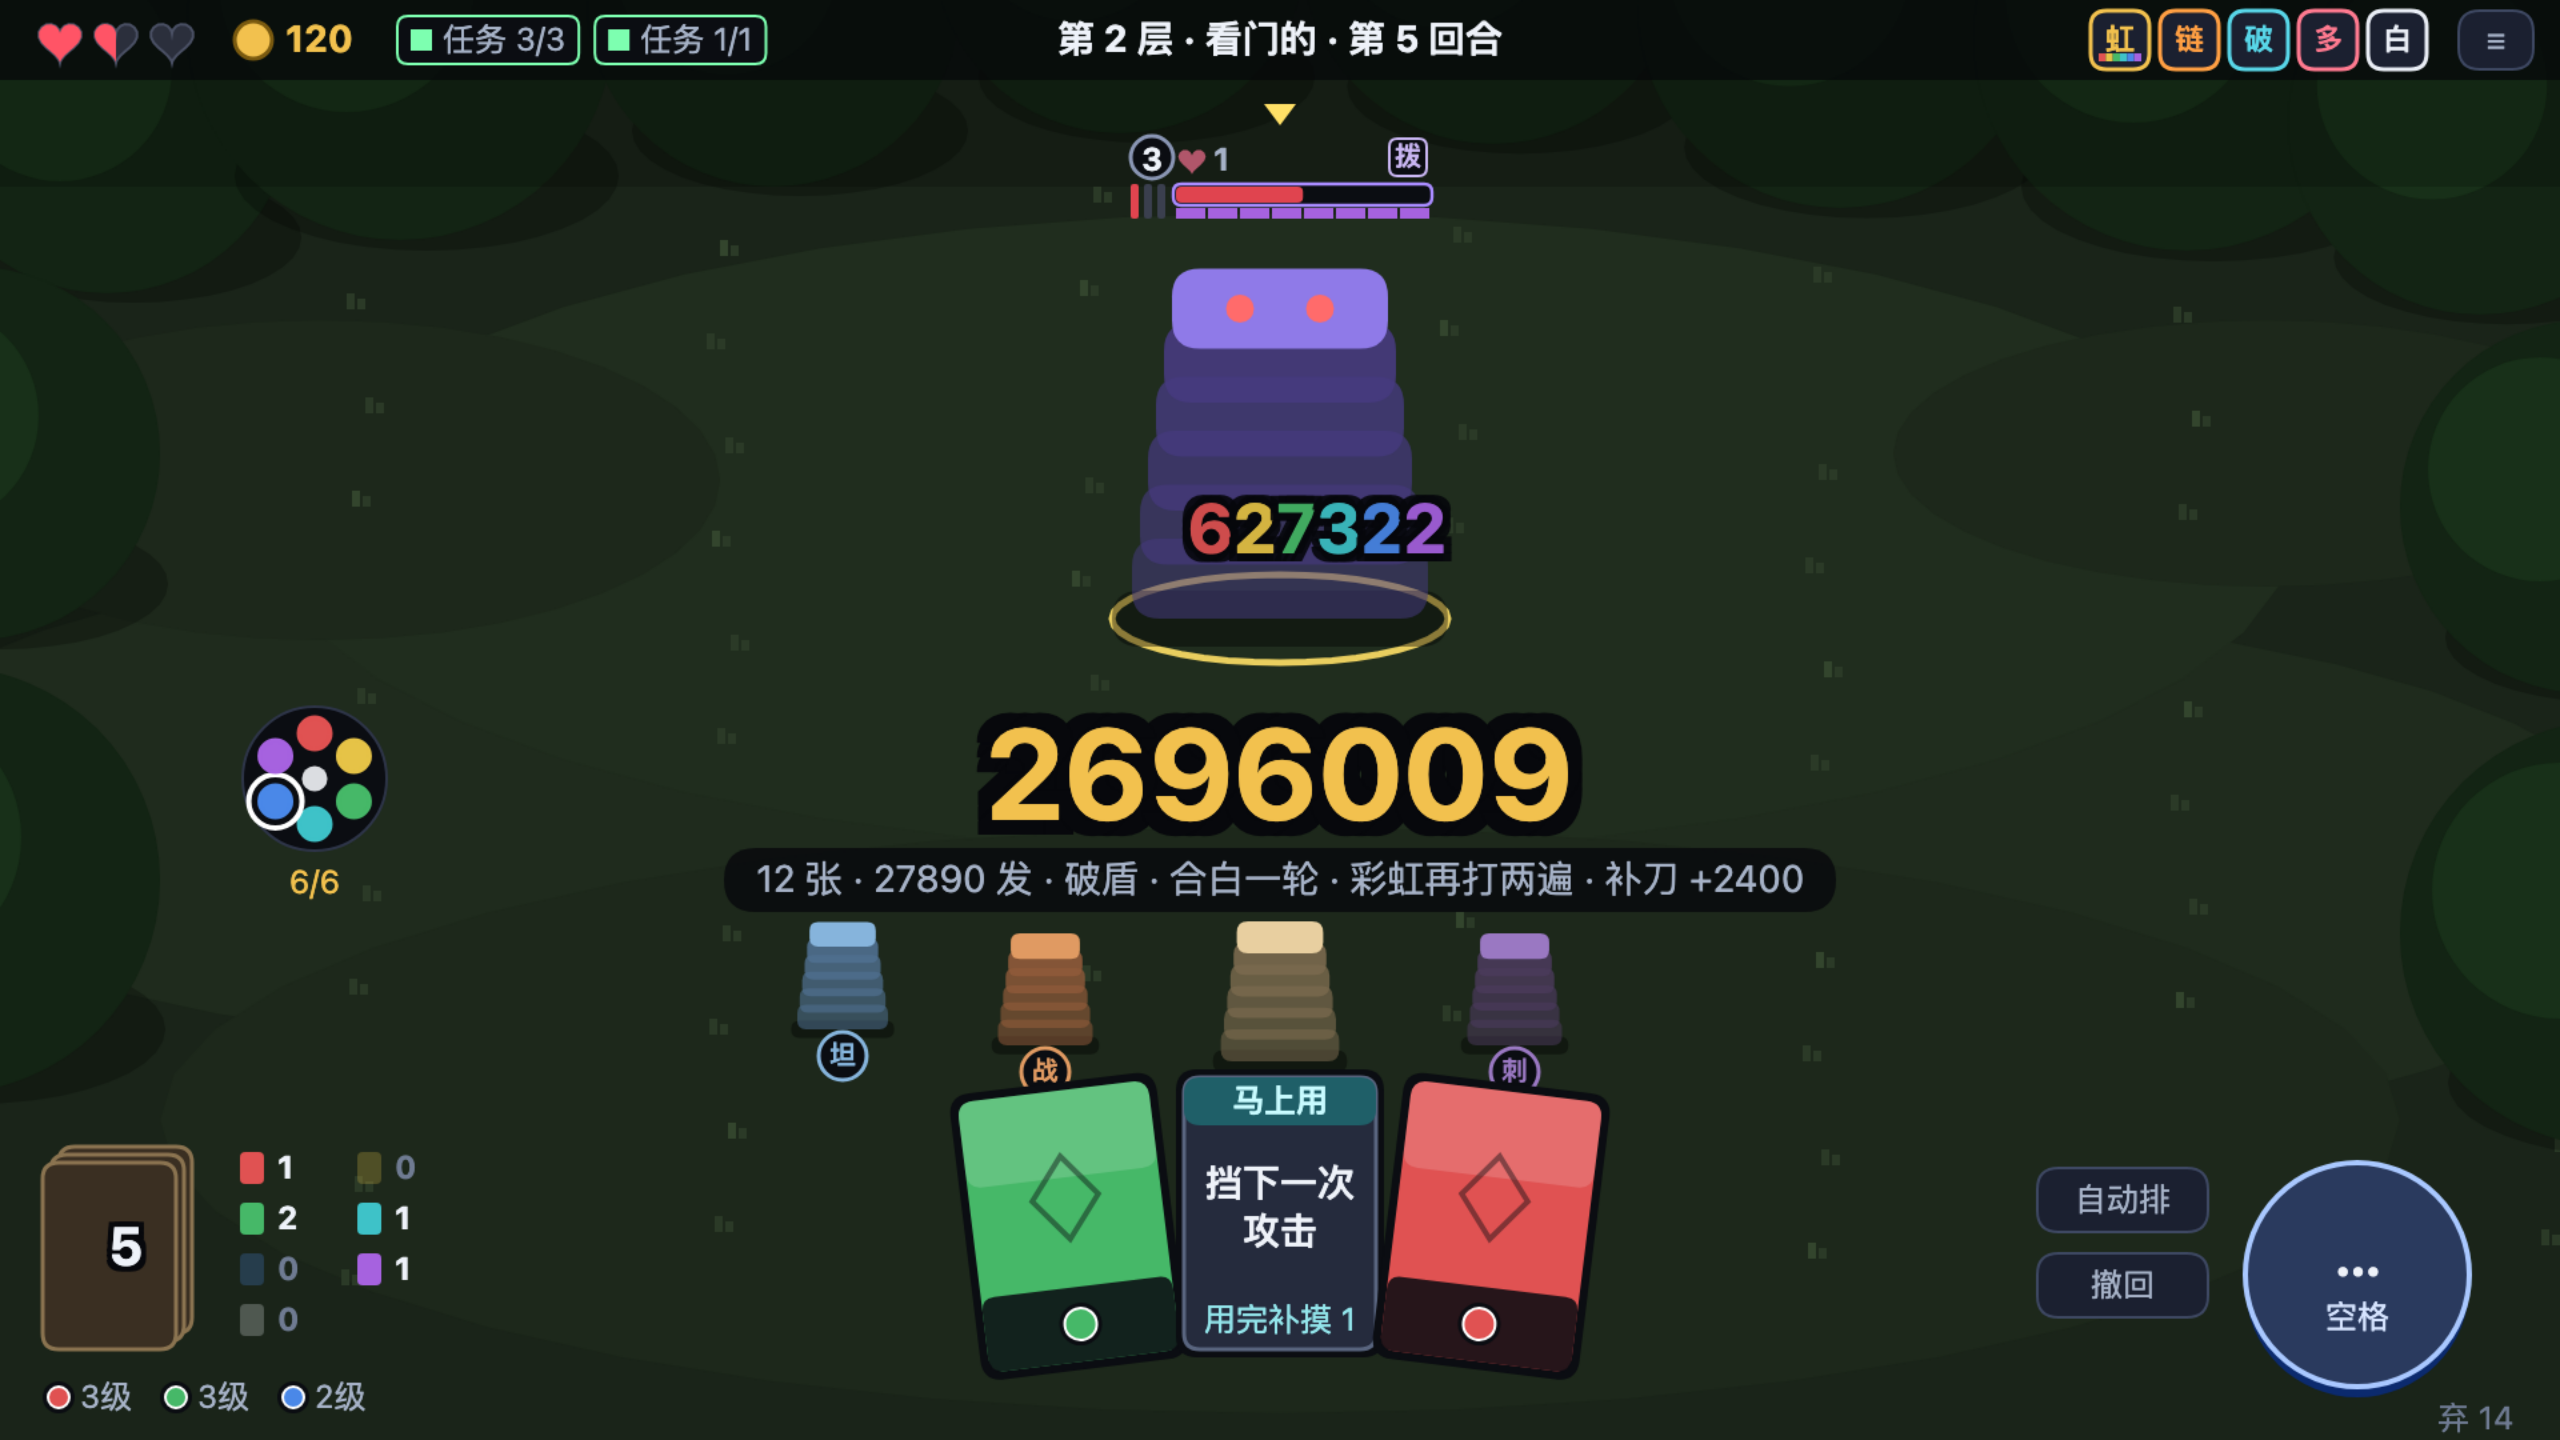 120
任务 3/3
任务 1/1
第 2 层 · 看门的 · 第 5 回合
虹
链
破
多
白
≡
3
1
拨
627322
2696009
12 张 · 27890 发 · 破盾 · 合白一轮 · 彩虹再打两遍 · 补刀 +2400
6/6
坦
战
刺
马上用
挡下一次
攻击
用完补摸 1
5
1
0
2
1
0
1
0
3级
3级
2级
自动排
撤回
...
空格
弃 14